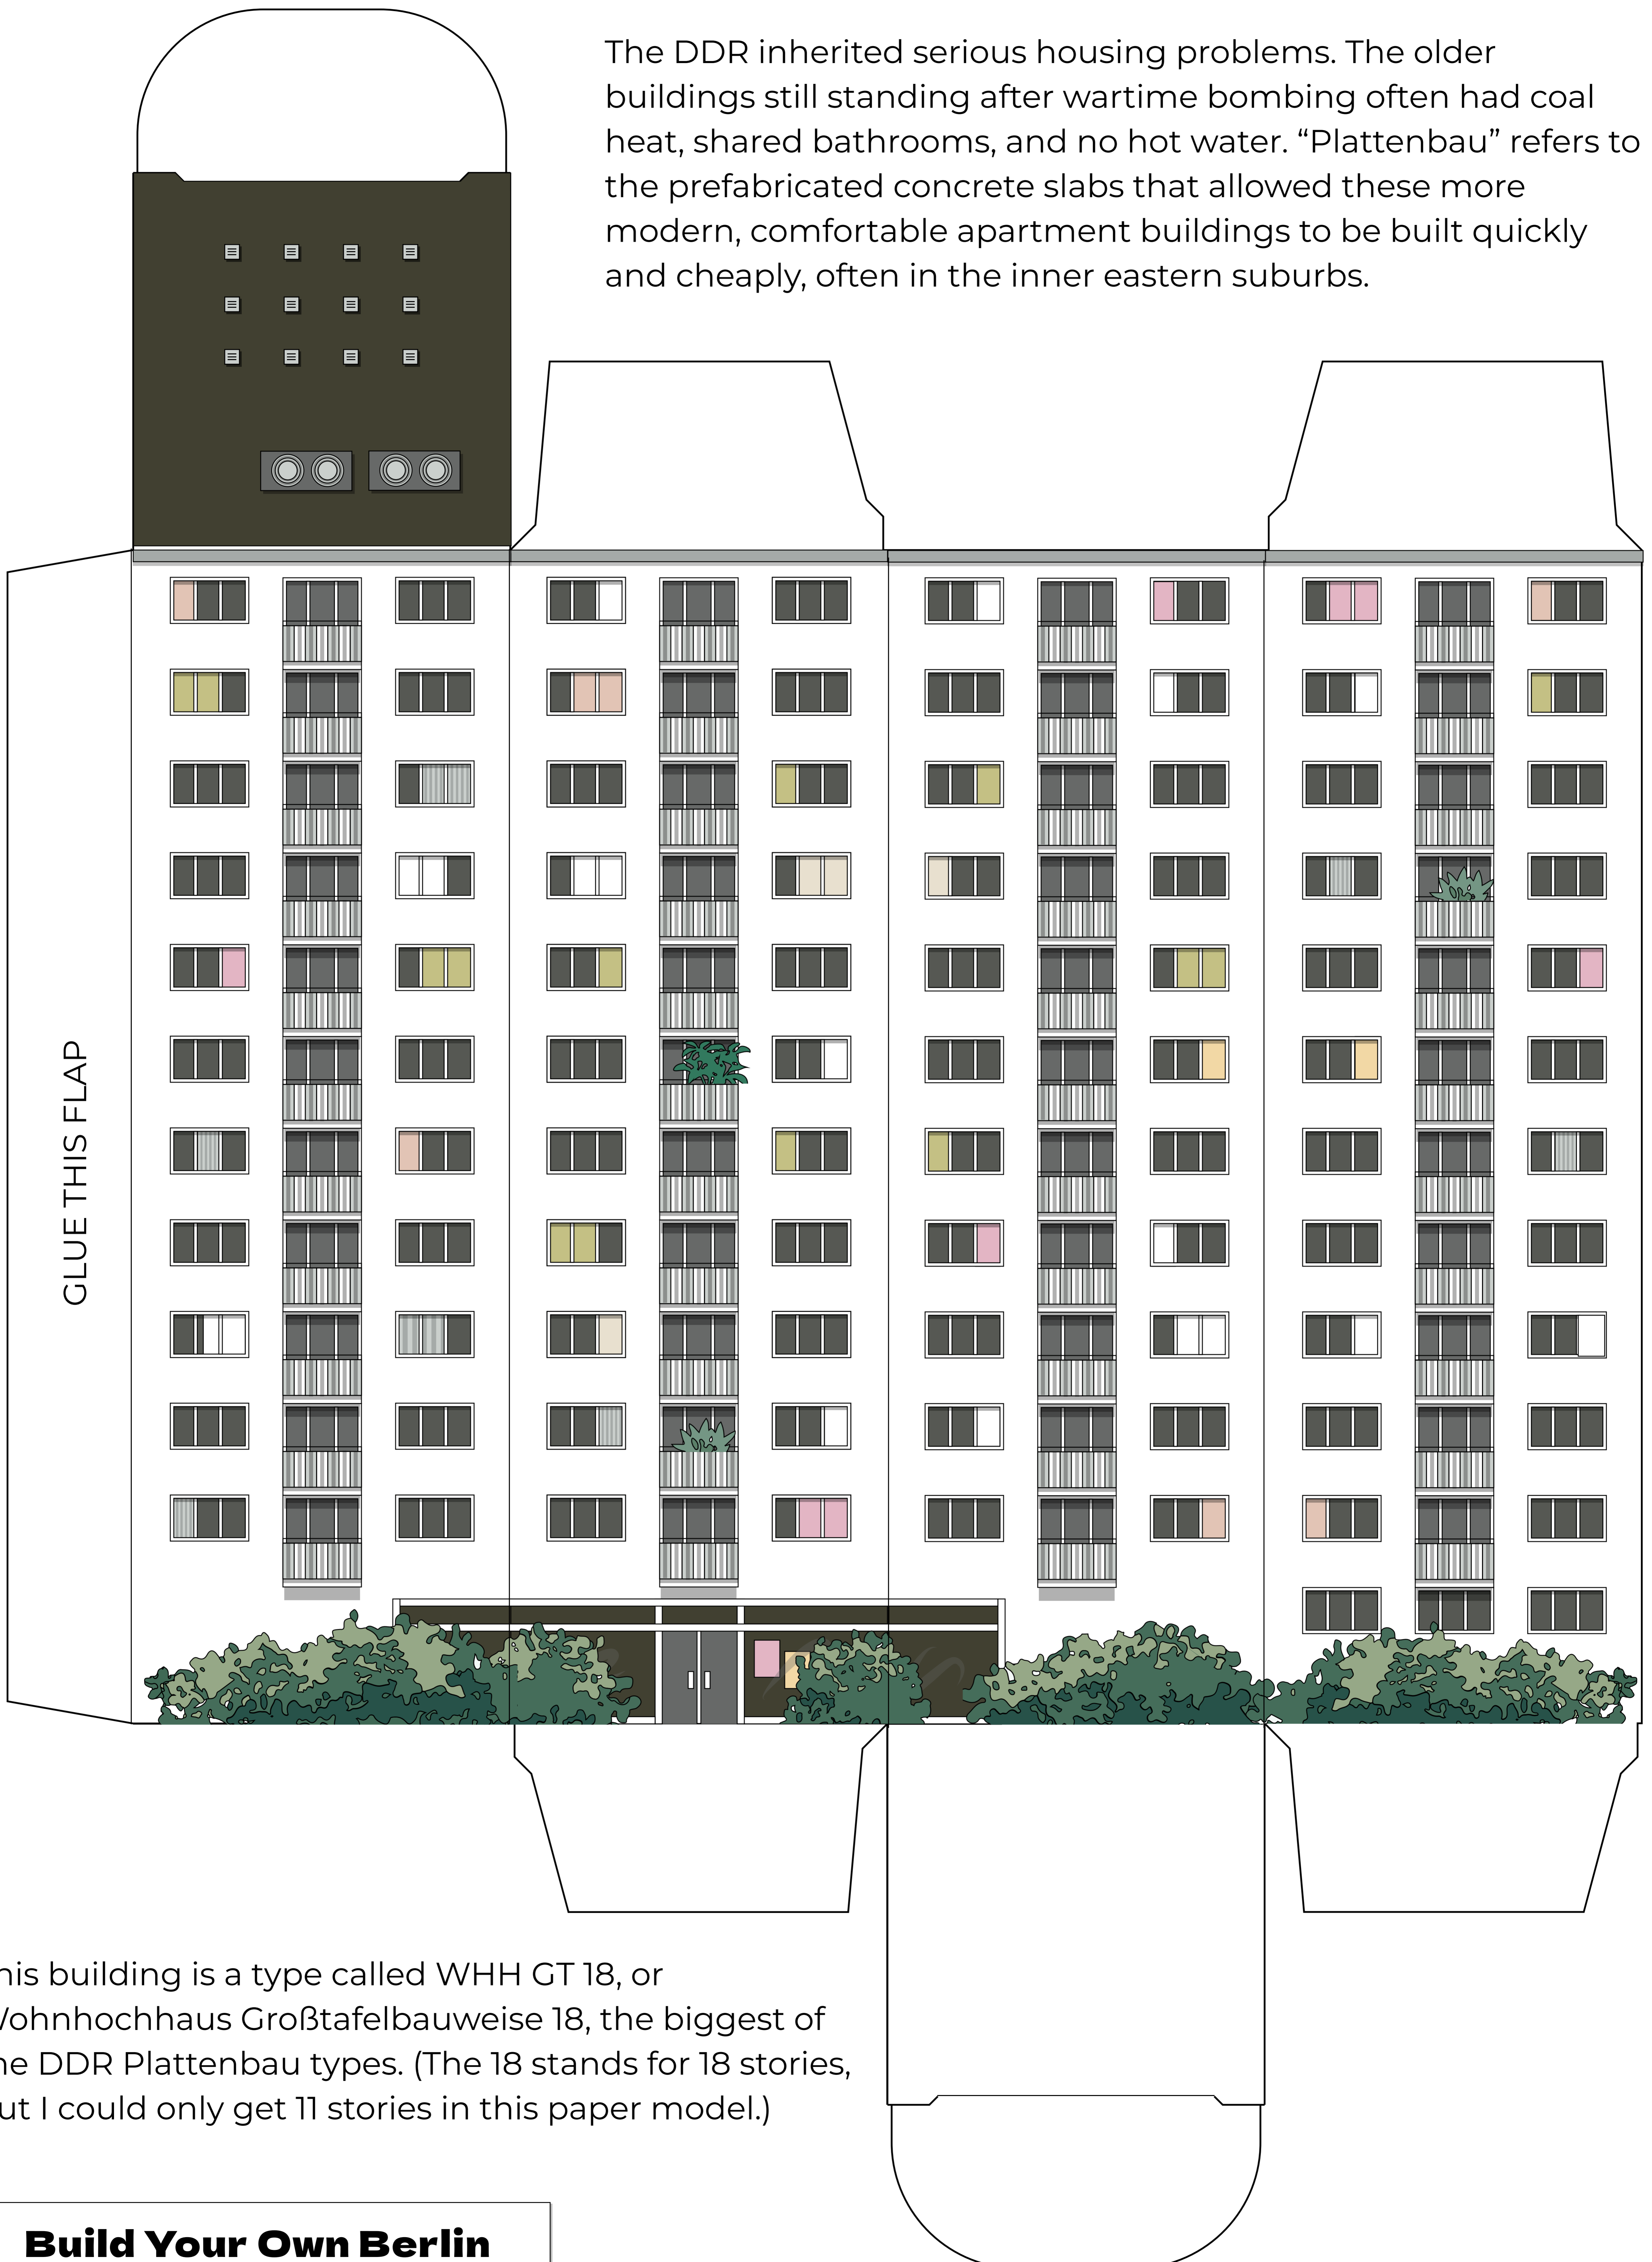 The DDR inherited serious housing problems. The older
buildings still standing after wartime bombing often had coal
heat, shared bathrooms, and no hot water. “Plattenbau” refers to
the prefabricated concrete slabs that allowed these more
modern, comfortable apartment buildings to be built quickly
and cheaply, often in the inner eastern suburbs.
GLUE THIS FLAP
his building is a type called WHH GT 18, or
ohnhochhaus Großtafelbauweise 18, the biggest of
he DDR Plattenbau types. (The 18 stands for 18 stories,
ut I could only get 11 stories in this paper model.)
Build Your Own Berlin